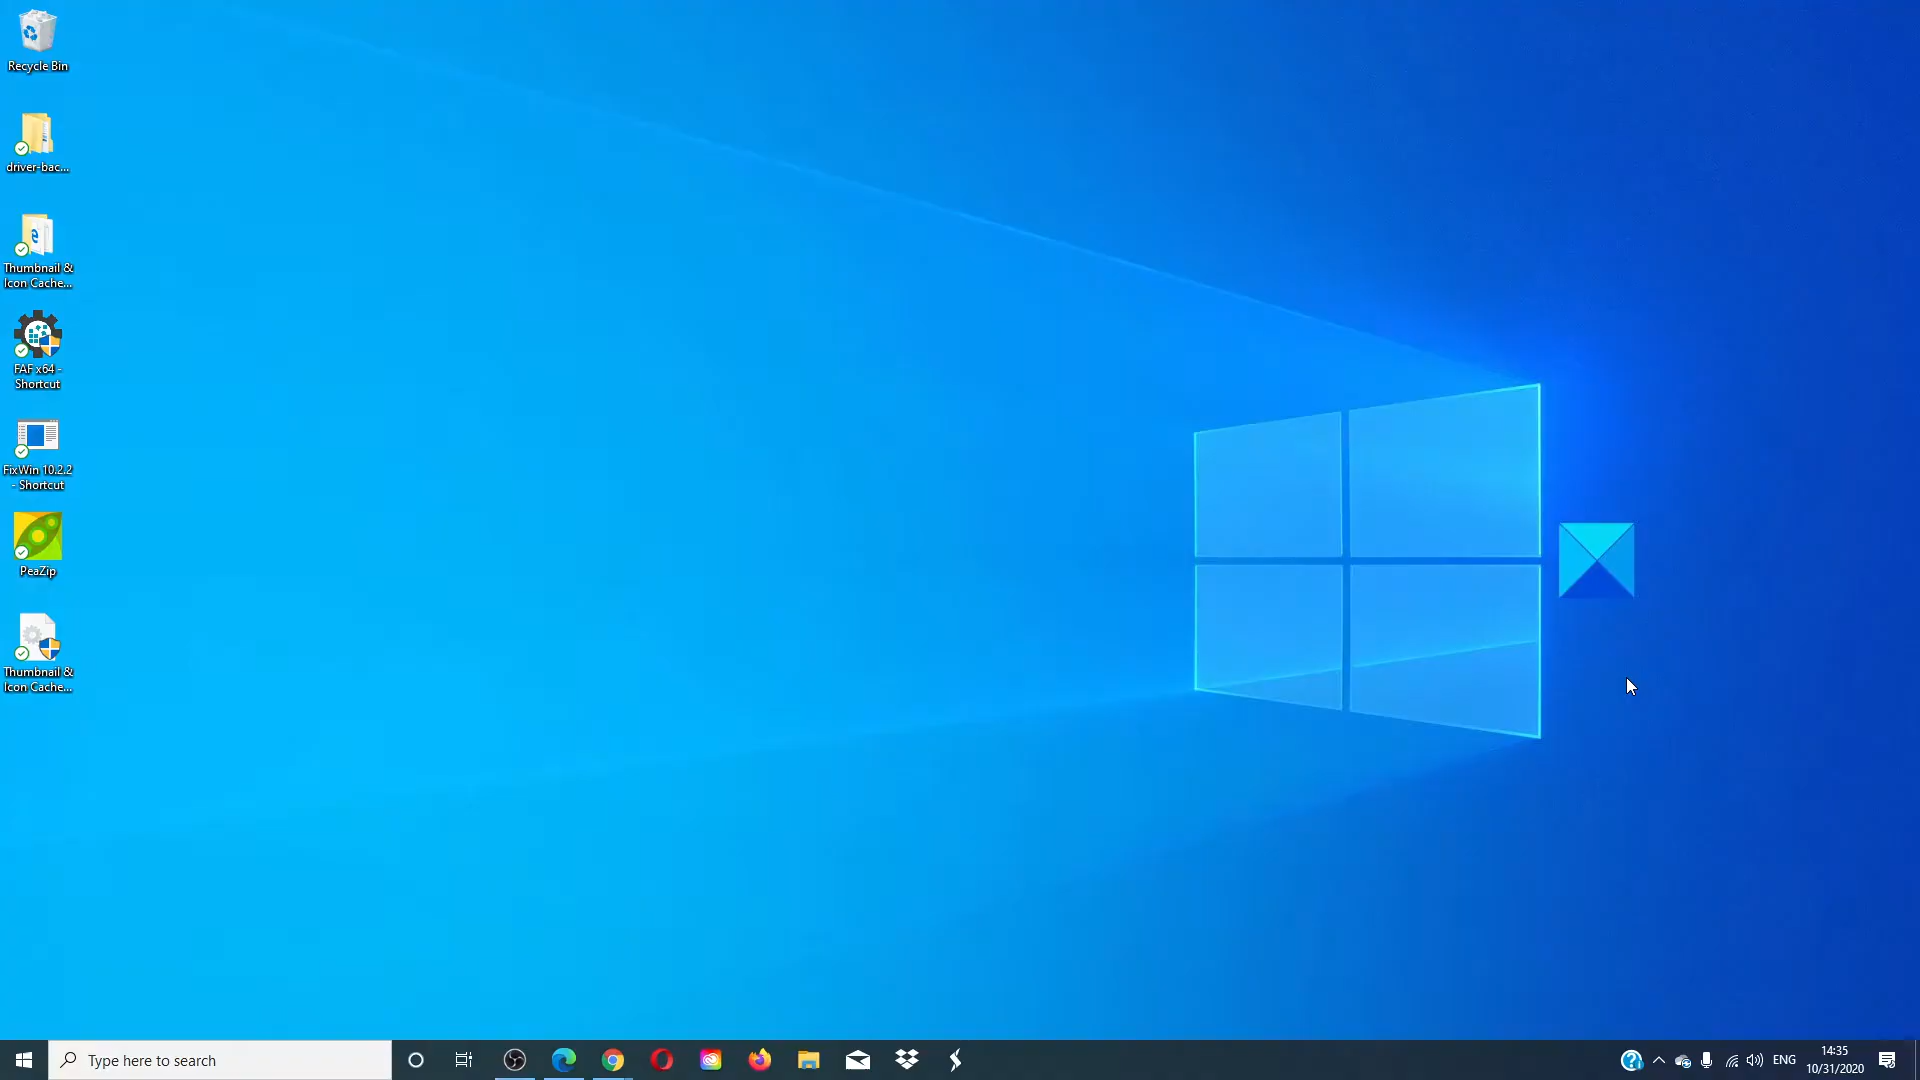 Recycle Bin
driver-bac...
Thumbnail &
Icon Cache...
FAF x64 -
Shortcut
FixWin 10.2.2
- Shortcut
PeaZip
Thumbnail &
Icon Cache...
Type here to search
ENG
14:35
10/31/2020